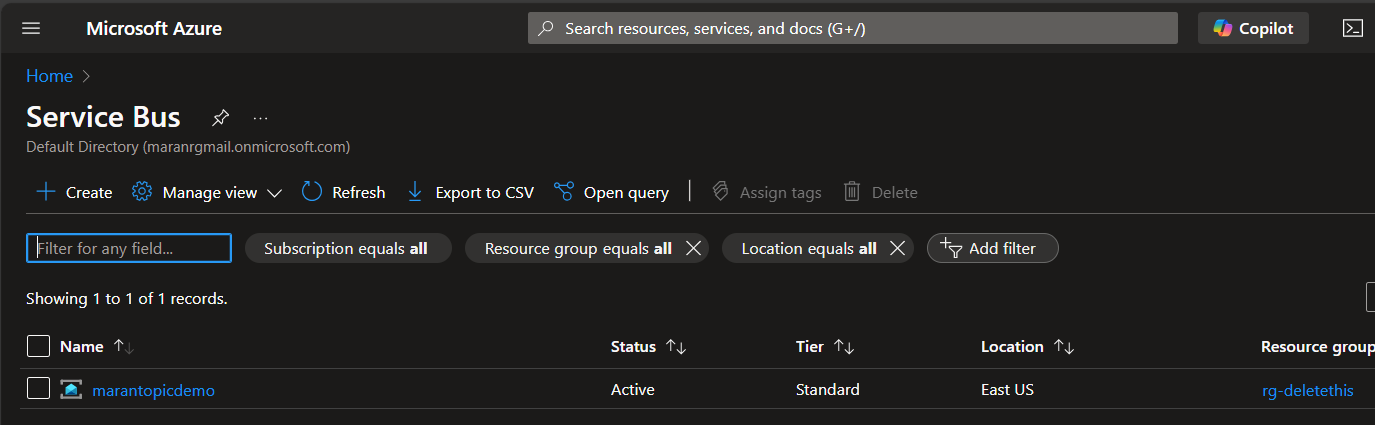 Microsoft Azure
Search resources, services, and docs (G+/)
Copilot
Home
Service Bus
Default Directory (maranrgmail.onmicrosoft.com)
Create Manage view Refresh Export to CSV Open query Assign tags Delete
Filter for any field... Subscription equals all Resource group equals all Location equals all Add filter
Showing 1 to 1 of 1 records.
Name Status Tier Location Resource group
marantopicdemo Active Standard East US rg-deletethis